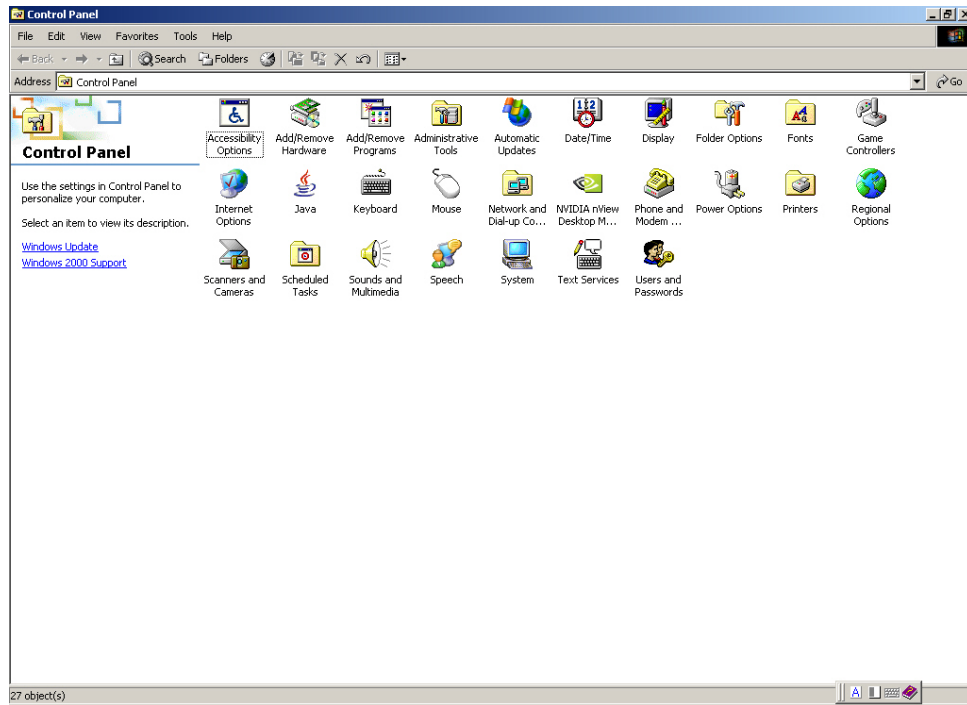 Control Panel
File Edit View Favorites Tools Help
Back Search Folders
Address Control Panel Go
Control Panel
Use the settings in Control Panel to
personalize your computer.
Select an item to view its description.
Windows Update
Windows 2000 Support
Accessibility
Options
Add/Remove
Hardware
Add/Remove
Programs
Administrative
Tools
Automatic
Updates
Date/Time
Display
Folder Options
Fonts
Game
Controllers
Internet
Options
Java
Keyboard
Mouse
Network and
Dial-up Co...
NVIDIA nView
Desktop M...
Phone and
Modem ...
Power Options
Printers
Regional
Options
Scanners and
Cameras
Scheduled
Tasks
Sounds and
Multimedia
Speech
System
Text Services
Users and
Passwords
27 object(s)
A